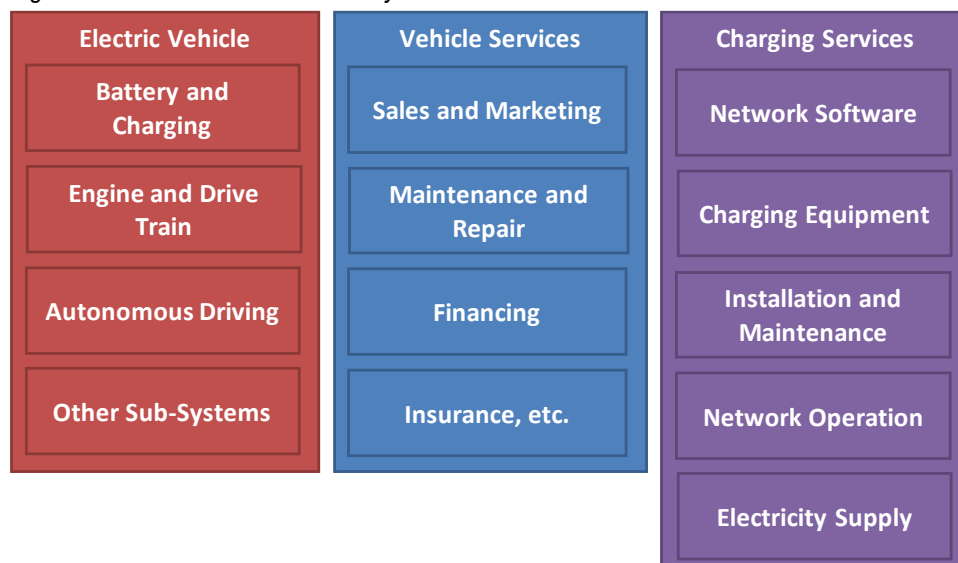 Electric Vehicle
Battery and
Charging
Engine and Drive
Train
Autonomous Driving
Other Sub-Systems
Vehicle Services
Sales and Marketing
Maintenance and
Repair
Financing
Insurance, etc.
Charging Services
Network Software
Charging Equipment
Installation and
Maintenance
Network Operation
Electricity Supply